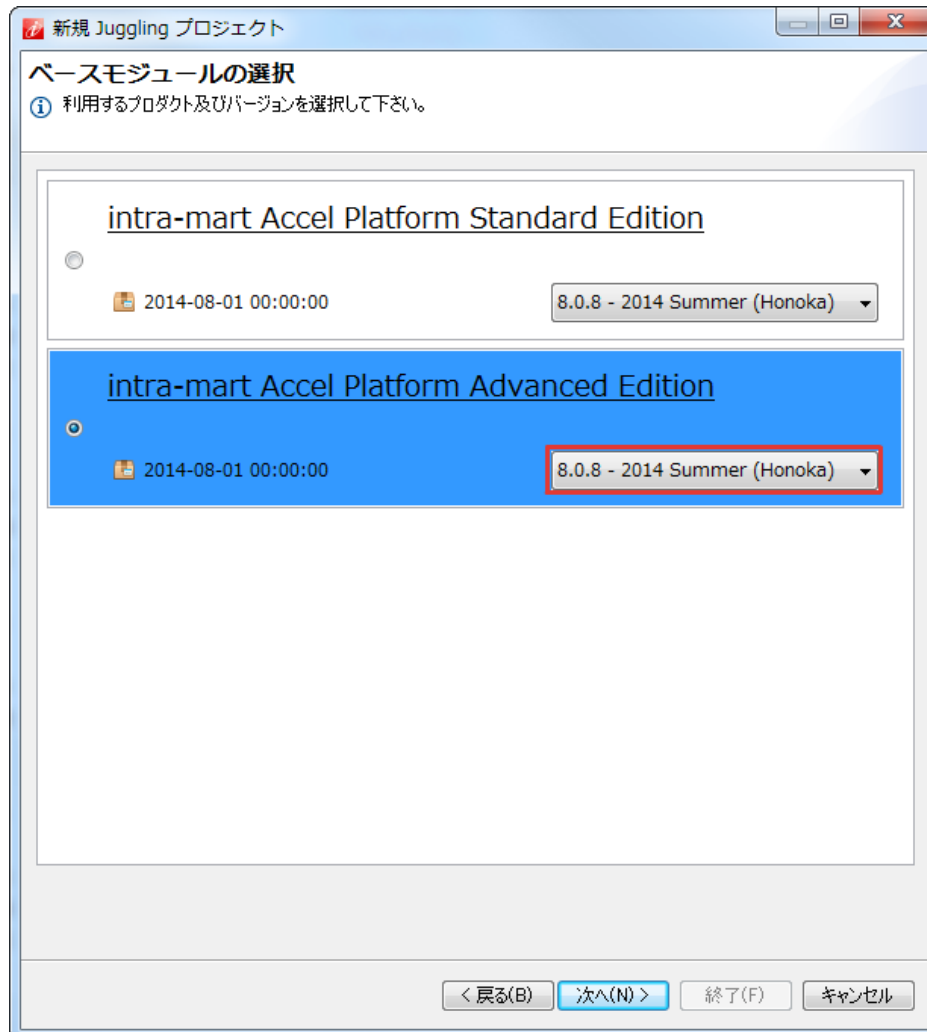 新規 Juggling プロジェクト
ベースモジュールの選択
利用するプロダクト及びバージョンを選択して下さい。
intra-mart Accel Platform Standard Edition
2014-08-01 00:00:00 8.0.8 - 2014 Summer (Honoka)
intra-mart Accel Platform Advanced Edition
2014-08-01 00:00:00 8.0.8 - 2014 Summer (Honoka)
< 戻る(B) 次へ(N) > 終了(F) キャンセル